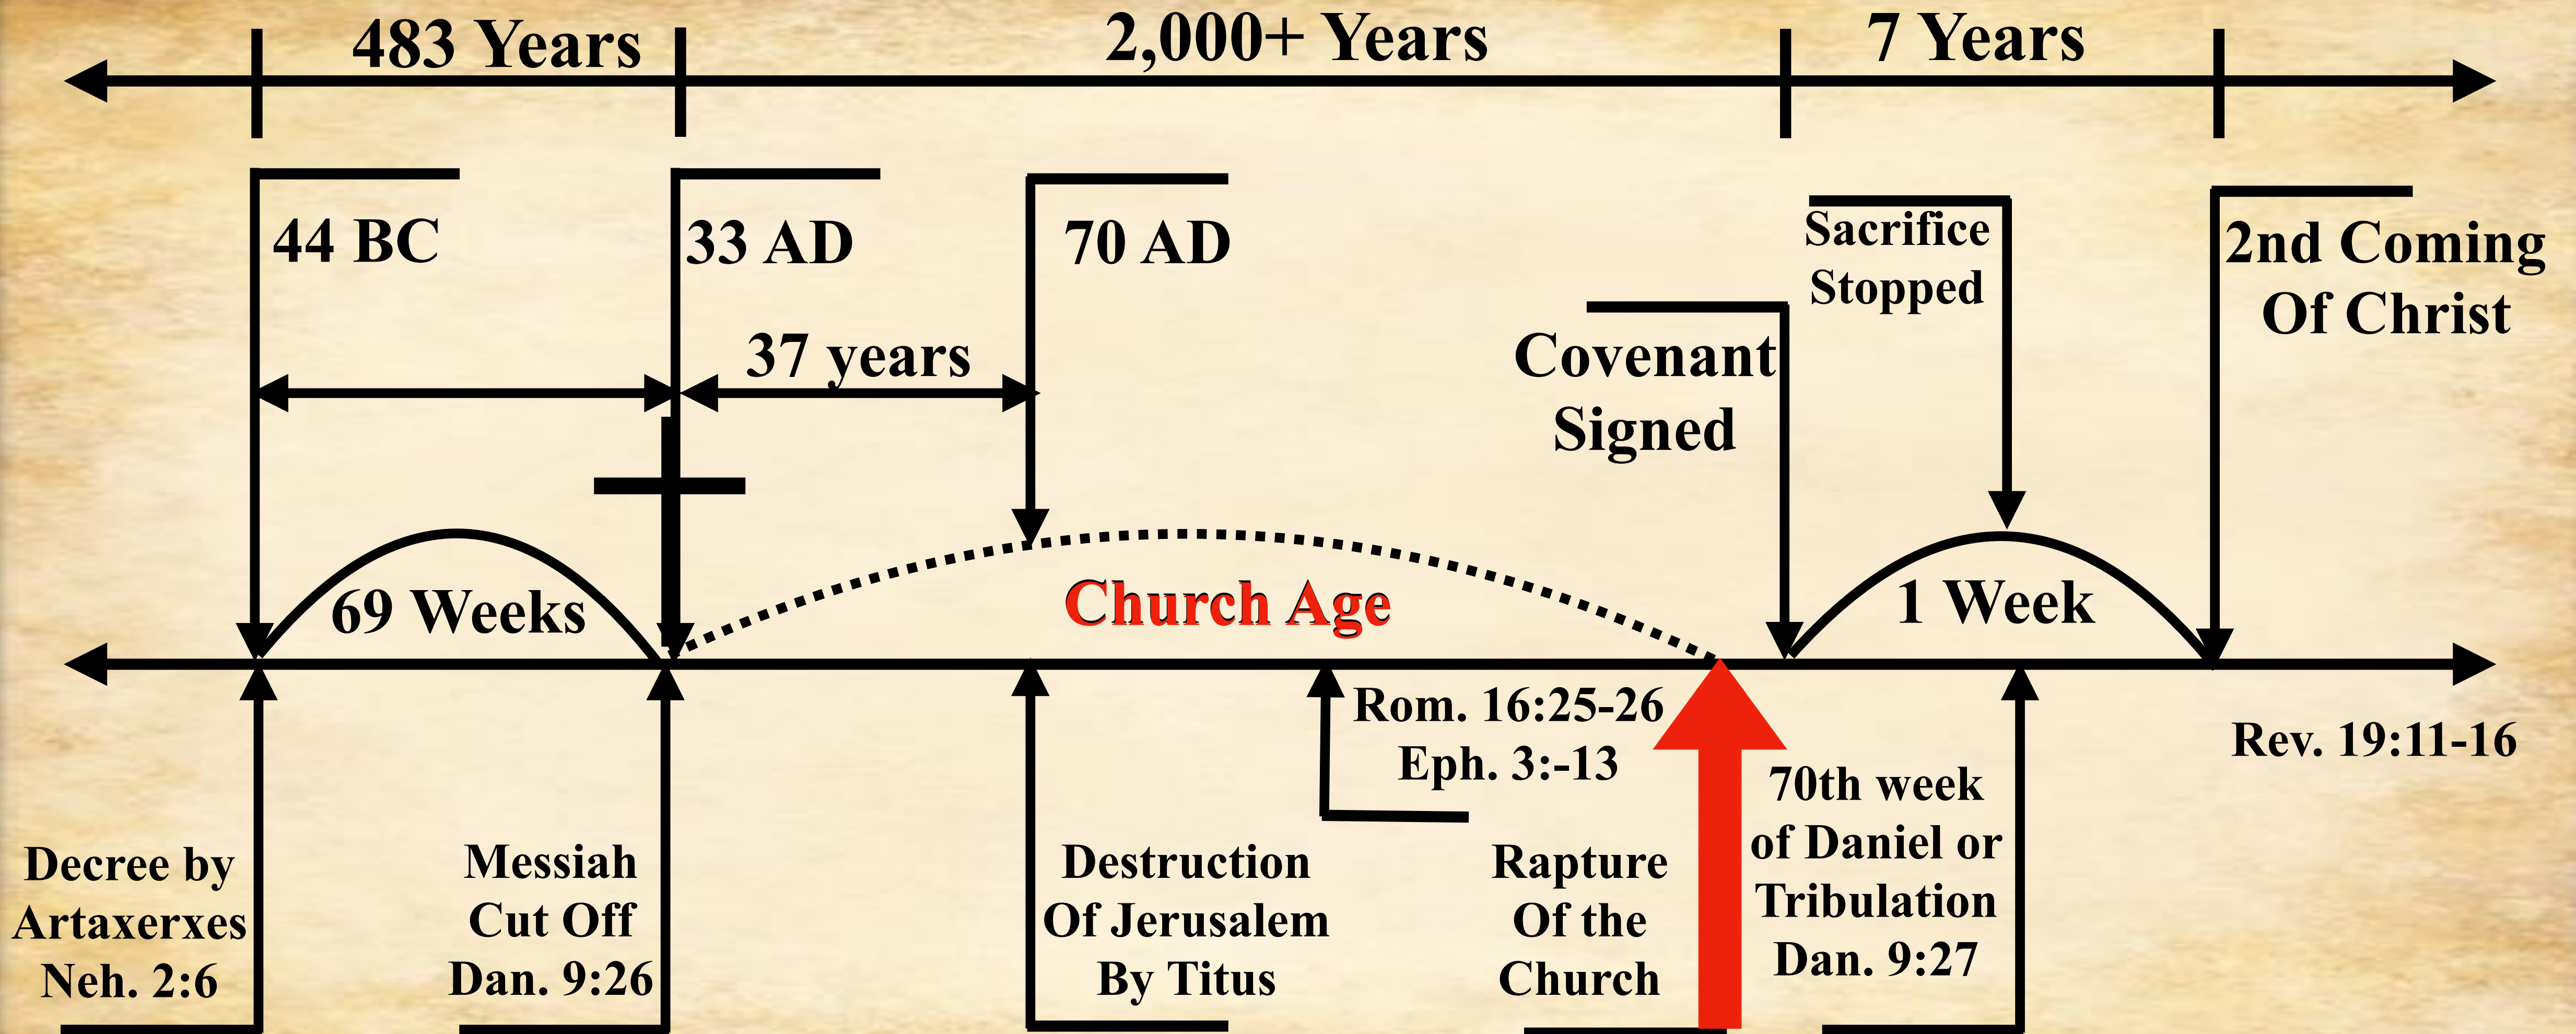 483 Years
2,000+ Years
7 Years
44 BC
33 AD
70 AD
37 years
Covenant
Signed
Sacrifice
Stopped
2nd Coming
Of Christ
69 Weeks
Church Age
1 Week
Decree by
Artaxerxes
Neh. 2:6
Messiah
Cut Off
Dan. 9:26
Destruction
Of Jerusalem
By Titus
Rom. 16:25-26
Eph. 3:-13
Rapture
Of the
Church
70th week
of Daniel or
Tribulation
Dan. 9:27
Rev. 19:11-16